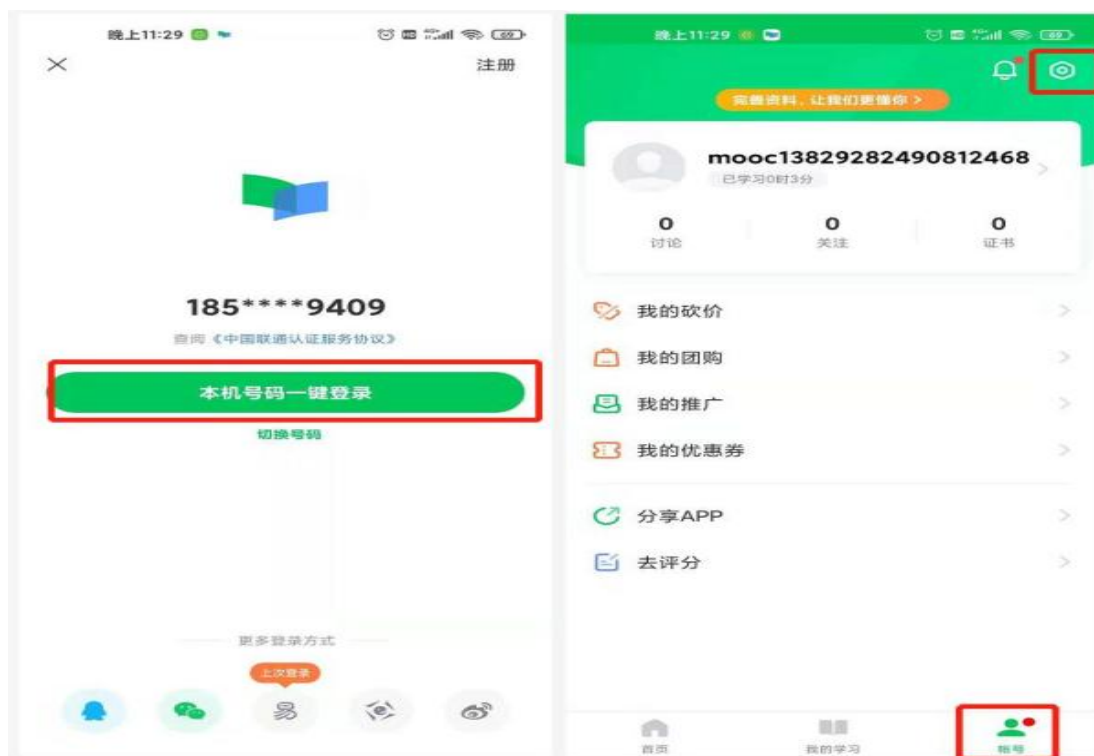 晚上11:29
注册
185****9409
查阅《中国联通认证服务协议》
本机号码一键登录
切换号码
更多登录方式
上次登录
易
晚上11:29
完善资料，让我们更懂你 >
mooc13829282490812468
已学习0时3分
0 0 0
讨论 关注 证书
我的砍价
我的团购
我的推广
我的优惠券
分享APP
去评分
首页 我的学习 帐号